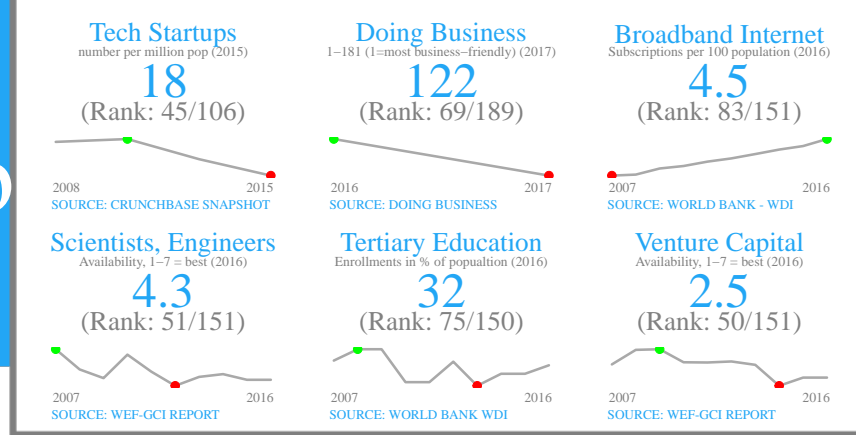 Tech Startups
number per million pop (2015)
18
(Rank: 45/106)
2008 2015
SOURCE: CRUNCHBASE SNAPSHOT
Doing Business
1−181 (1=most business−friendly) (2017)
122
(Rank: 69/189)
2016 2017
SOURCE: DOING BUSINESS
Broadband Internet
Subscriptions per 100 population (2016)
4.5
(Rank: 83/151)
2007 2016
SOURCE: WORLD BANK - WDI
Scientists, Engineers
Availability, 1−7 = best (2016)
4.3
(Rank: 51/151)
2007 2016
SOURCE: WEF-GCI REPORT
Tertiary Education
Enrollments in % of popualtion (2016)
32
(Rank: 75/150)
2007 2016
SOURCE: WORLD BANK WDI
Venture Capital
Availability, 1−7 = best (2016)
2.5
(Rank: 50/151)
2007 2016
SOURCE: WEF-GCI REPORT